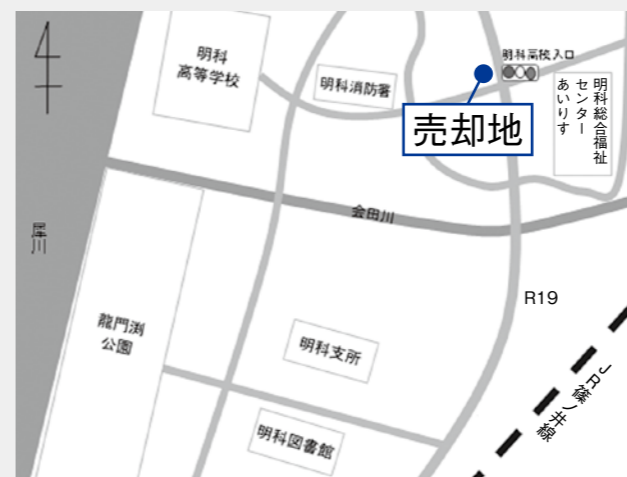 明科
高等学校
明科消防署
明科高校入口
売却地
明科総合福祉
センター
あいりす
会田川
犀川
R19
龍門渕
公園
明科支所
JR篠ノ井線
明科図書館